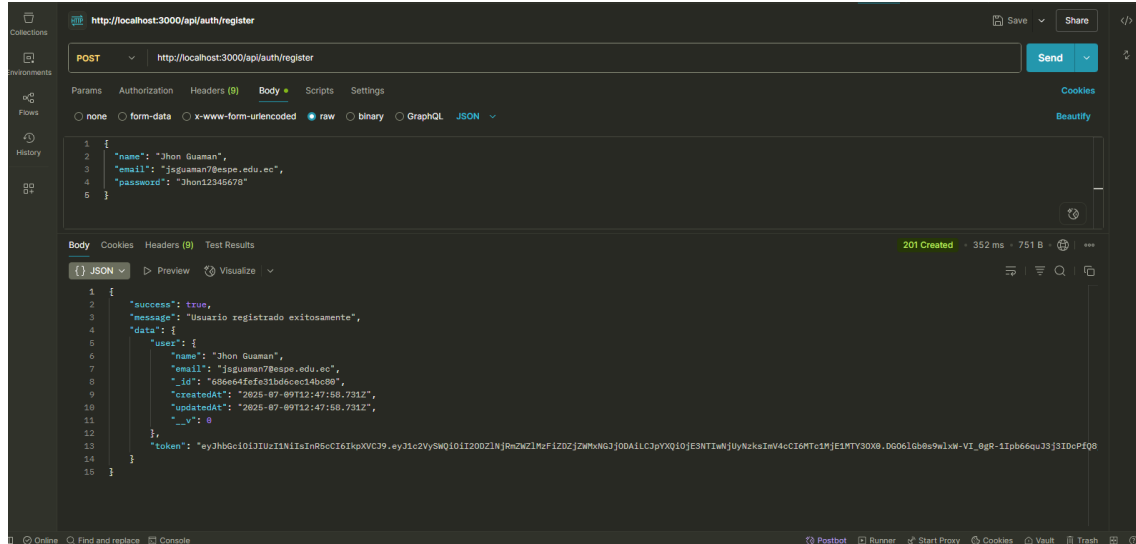 http://localhost:3000/api/auth/register
Save
Share
Collections
Environments
Flows
History
POST
http://localhost:3000/api/auth/register
Send
Params Authorization Headers (9) Body Scripts Settings
Cookies
none form-data x-www-form-urlencoded raw binary GraphQL JSON
Beautify
1 {
2 "name": "Jhon Guaman",
3 "email": "jsguaman7@espe.edu.ec",
4 "password": "Jhon12345678"
5 }
Body Cookies Headers (9) Test Results
201 Created 352 ms 751 B
{} JSON Preview Visualize
1 {
2 "success": true,
3 "message": "Usuario registrado exitosamente",
4 "data": {
5 "user": {
6 "name": "Jhon Guaman",
7 "email": "jsguaman7@espe.edu.ec",
8 "_id": "686e64fefe31bd6cec14bc80",
9 "createdAt": "2025-07-09T12:47:58.731Z",
10 "updatedAt": "2025-07-09T12:47:58.731Z",
11 "__v": 0
12 },
13 "token":
14 }
15 }
Online Find and replace Console
Postbot Runner Start Proxy Cookies Vault Trash